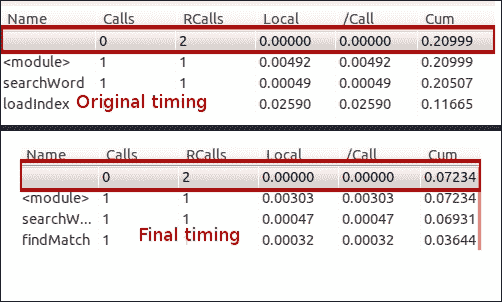 Name Calls RCalls Local /Call Cum
0 2 0.00000 0.00000 0.20999
<module> 1 1 0.00492 0.00492 0.20999
searchWord 1 1 0.00049 0.00049 0.20507
loadIndex Original timing 0.02590 0.02590 0.11665
Name Calls RCalls Local /Call Cum
0 2 0.00000 0.00000 0.07234
<module> 1 1 0.00303 0.00303 0.07234
searchW... 1 1 0.00047 0.00047 0.06931
findMatch 1 Final timing 0.00032 0.00032 0.03644